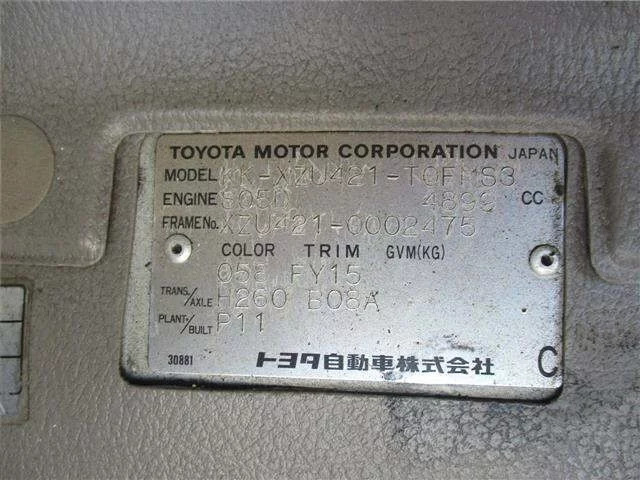 TOYOTA MOTOR CORPORATION JAPAN
MODEL KK-XZU421-TQFMS3
ENGINE S05D 4899 CC
FRAME No. XZU421-0002475
COLOR TRIM GVM(KG)
058 FY15
TRANS./AXLE H260 B08A
PLANT/BUILT P11
30881 トヨタ自動車株式会社 C